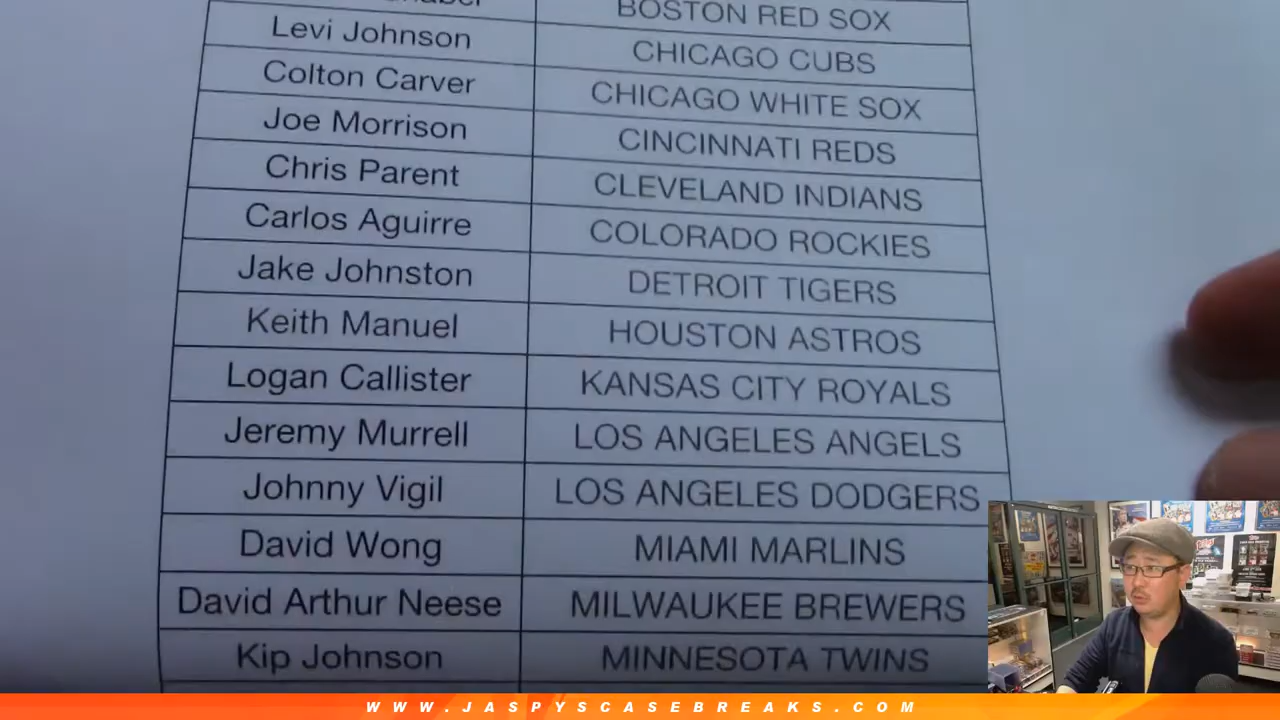 BOSTON RED SOX
Levi Johnson CHICAGO CUBS
Colton Carver CHICAGO WHITE SOX
Joe Morrison CINCINNATI REDS
Chris Parent CLEVELAND INDIANS
Carlos Aguirre COLORADO ROCKIES
Jake Johnston DETROIT TIGERS
Keith Manuel HOUSTON ASTROS
Logan Callister KANSAS CITY ROYALS
Jeremy Murrell LOS ANGELES ANGELS
Johnny Vigil LOS ANGELES DODGERS
David Wong MIAMI MARLINS
David Arthur Neese MILWAUKEE BREWERS
Kip Johnson MINNESOTA TWINS
WWW.JASPYSCASEBREAKS.COM